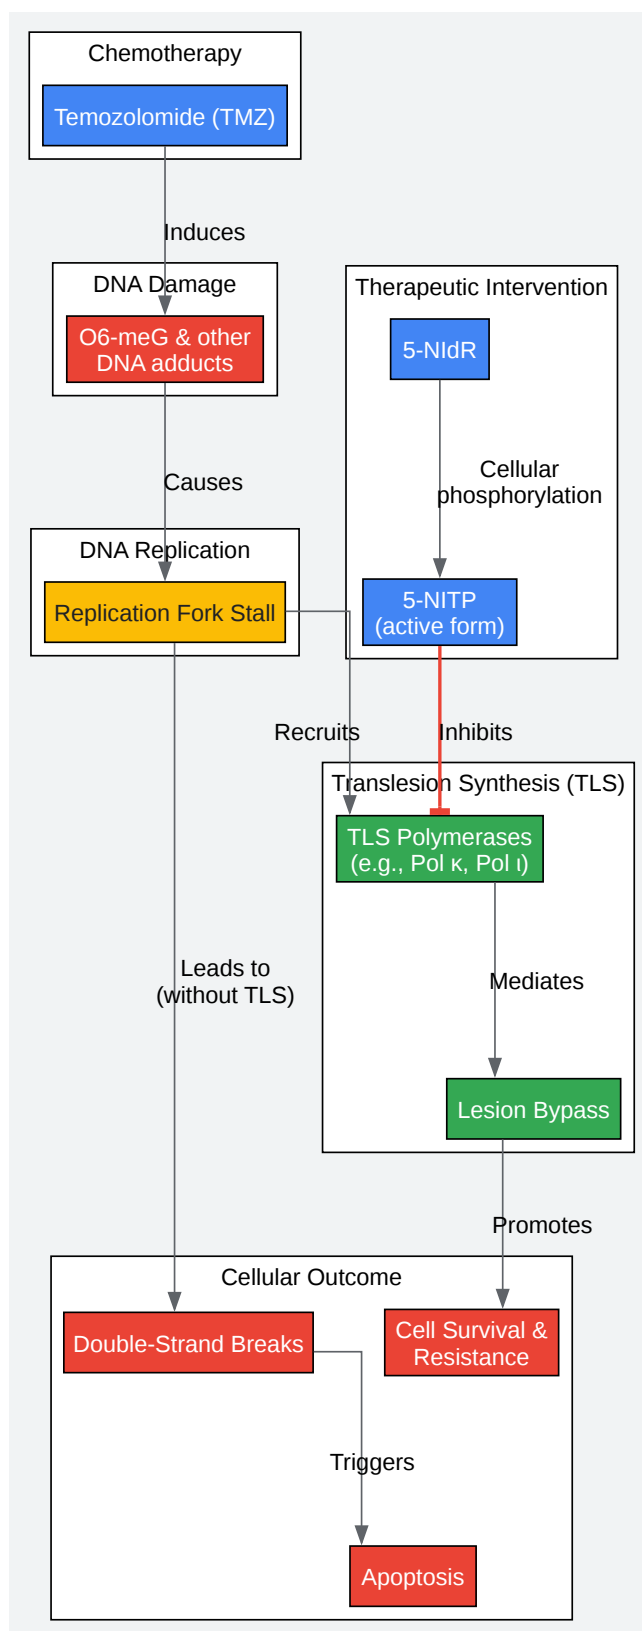 Chemotherapy
Temozolomide (TMZ)
Induces
DNA Damage
O6-meG & other
DNA adducts
Causes
DNA Replication
Replication Fork Stall
Therapeutic Intervention
5-NIdR
Cellular
phosphorylation
5-NITP
(active form)
Recruits
Inhibits
Translesion Synthesis (TLS)
TLS Polymerases
(e.g., Pol κ, Pol ι)
Mediates
Lesion Bypass
Leads to
(without TLS)
Promotes
Cellular Outcome
Double-Strand Breaks
Cell Survival &
Resistance
Triggers
Apoptosis